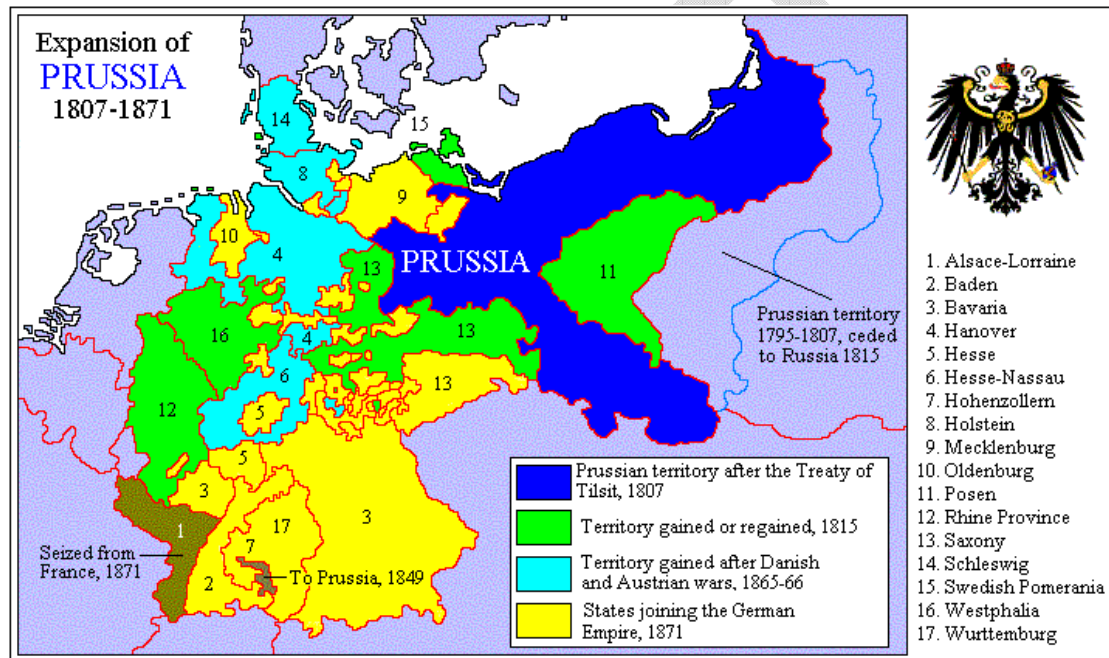 Expansion of
PRUSSIA
1807-1871
14
15
8
9
10
4
13
PRUSSIA
11
16
4
13
6
13
12
5
5
3
1
17
3
7
2
Seized from
France, 1871
To Prussia, 1849
Prussian territory
1795-1807, ceded
to Russia 1815
Prussian territory after the Treaty of
Tilsit, 1807
Territory gained or regained, 1815
Territory gained after Danish
and Austrian wars, 1865-66
States joining the German
Empire, 1871
1. Alsace-Lorraine
2. Baden
3. Bavaria
4. Hanover
5. Hesse
6. Hesse-Nassau
7. Hohenzollern
8. Holstein
9. Mecklenburg
10. Oldenburg
11. Posen
12. Rhine Province
13. Saxony
14. Schleswig
15. Swedish Pomerania
16. Westphalia
17. Wurttemburg